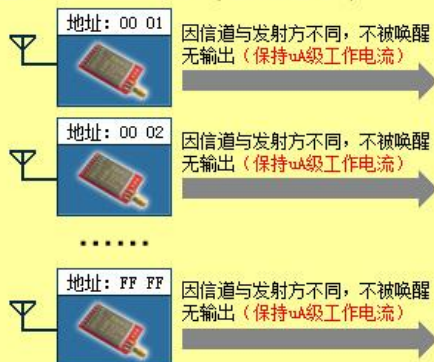 地址：00 01
因信道与发射方不同，不被唤醒
无输出（保持uA级工作电流）
地址：00 02
因信道与发射方不同，不被唤醒
无输出（保持uA级工作电流）
......
地址：FF FF
因信道与发射方不同，不被唤醒
无输出（保持uA级工作电流）